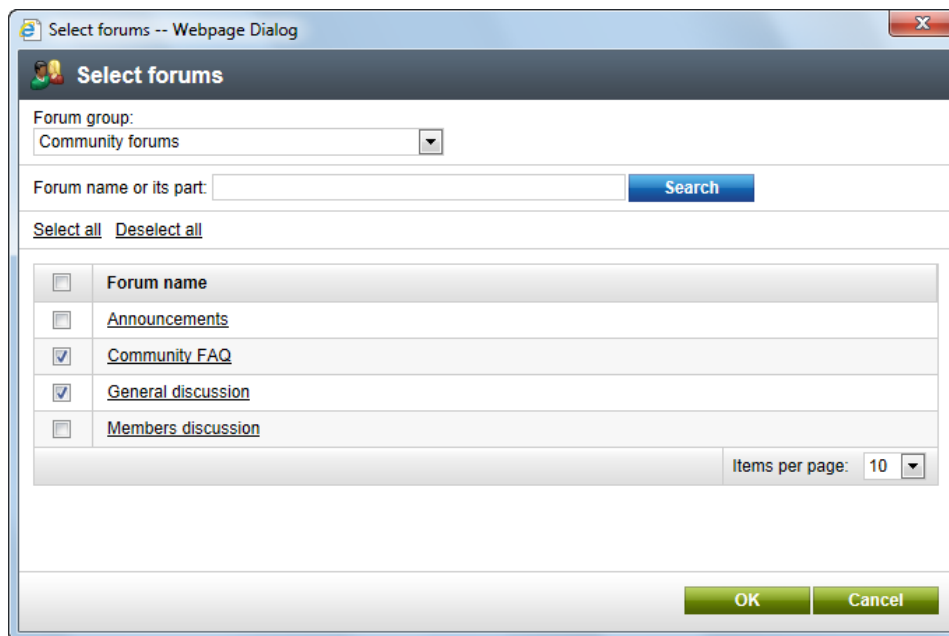 Select forums -- Webpage Dialog
Select forums
Forum group:
Community forums
Forum name or its part:
Search
Select all Deselect all
Forum name
Announcements
Community FAQ
General discussion
Members discussion
Items per page: 10
OK Cancel